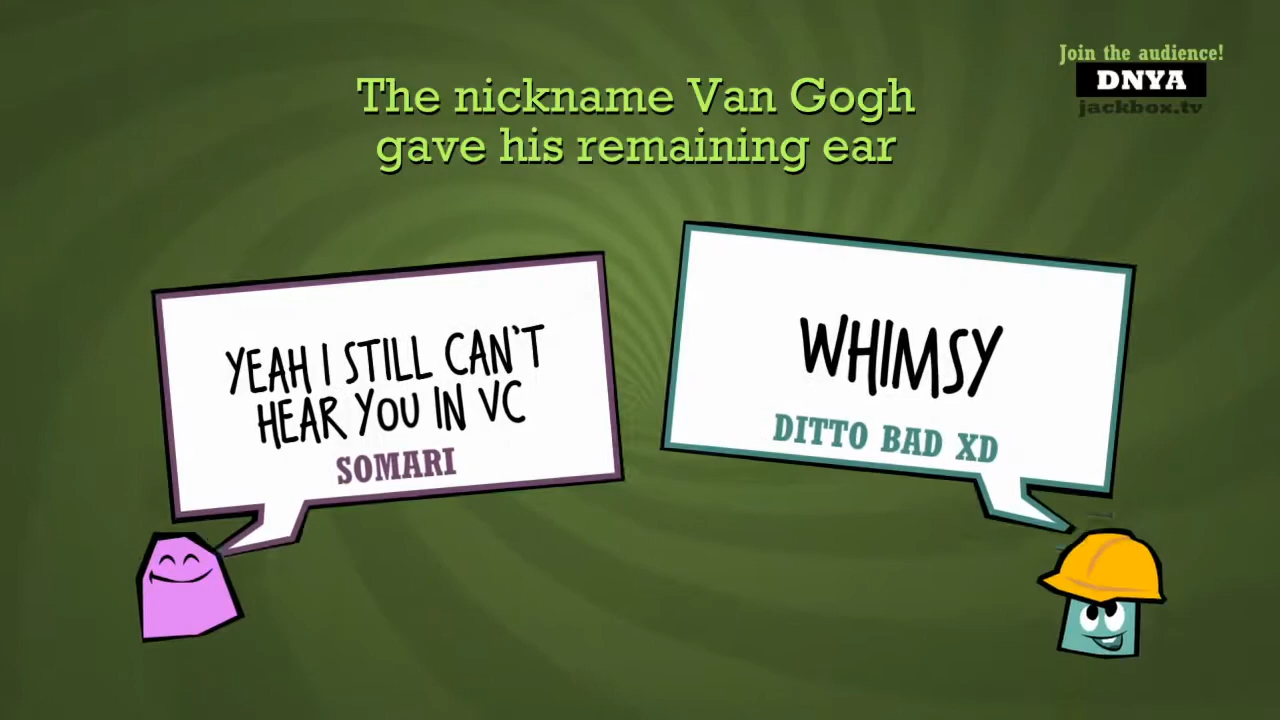 Join the audience!
DNYA
jackbox.tv
The nickname Van Gogh
gave his remaining ear
YEAH I STILL CAN'T
HEAR YOU IN VC
SOMARI
WHIMSY
DITTO BAD XD